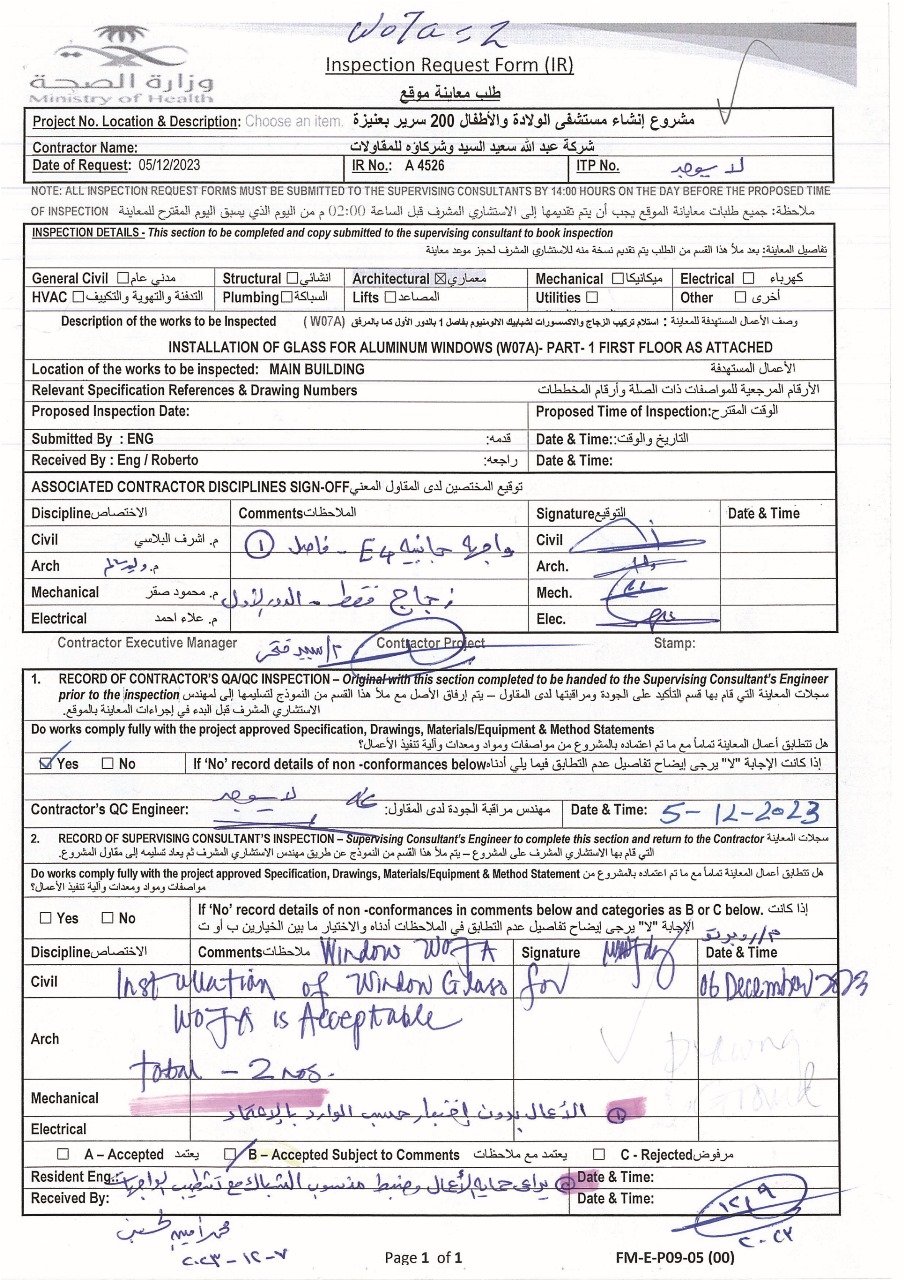 W07a = 2
Inspection Request Form (IR)
طلب معاينة موقع
وزارة الصحة
Ministry of Health
Project No. Location & Description: Choose an item. مشروع إنشاء مستشفى الولادة والأطفال 200 سرير بعنيزة
Contractor Name: شركة عبد الله سعيد السيد وشركاؤه للمقاولات
Date of Request: 05/12/2023 IR No.: A 4526 ITP No. لا يوجد
NOTE: ALL INSPECTION REQUEST FORMS MUST BE SUBMITTED TO THE SUPERVISING CONSULTANTS BY 14:00 HOURS ON THE DAY BEFORE THE PROPOSED TIME
OF INSPECTION ملاحظة: جميع طلبات معاينة الموقع يجب أن يتم تقديمها إلى الاستشاري المشرف قبل الساعة 02:00 م من اليوم الذي يسبق اليوم المقترح للمعاينة
INSPECTION DETAILS - This section to be completed and copy submitted to the supervising consultant to book inspection
تفاصيل المعاينة: بعد ملأ هذا القسم من الطلب يتم تقديم نسخة منه للاستشاري المشرف لحجز موعد معاينة
General Civil ☐ مدني عام Structural ☐ انشائي Architectural ☒ معماري Mechanical ☐ ميكانيكا Electrical ☐ كهرباء
HVAC ☐ التدفئة والتهوية والتكييف Plumbing ☐ السباكة Lifts ☐ المصاعد Utilities ☐ Other ☐ أخرى
Description of the works to be Inspected (W07A) وصف الأعمال المستهدفة للمعاينة : استلام تركيب الزجاج والاكسسورات لشبابيك الالومنيوم بفاصل 1 بالدور الأول كما بالمرفق
INSTALLATION OF GLASS FOR ALUMINUM WINDOWS (W07A)- PART- 1 FIRST FLOOR AS ATTACHED
Location of the works to be inspected: MAIN BUILDING الأعمال المستهدفة
Relevant Specification References & Drawing Numbers الأرقام المرجعية للمواصفات ذات الصلة وأرقام المخططات
Proposed Inspection Date: Proposed Time of Inspection: الوقت المقترح
Submitted By : ENG قدمه: Date & Time:: التاريخ والوقت
Received By : Eng / Roberto راجعه: Date & Time:
ASSOCIATED CONTRACTOR DISCIPLINES SIGN-OFF توقيع المختصين لدى المقاول المعني
Discipline الاختصاص Comments الملاحظات Signature التوقيع Date & Time
Civil م. اشرف البلاسي واجهة جانبية E4 - فاصل 1 Civil
Arch م. وليد سالم Arch.
Mechanical م. محمود صقر زجاج فقط - الدور الأول Mech.
Electrical م. علاء احمد Elec.
Contractor Executive Manager Contractor Project Stamp:
1. RECORD OF CONTRACTOR'S QA/QC INSPECTION – Original with this section completed to be handed to the Supervising Consultant's Engineer
prior to the inspection سجلات المعاينة التي قام بها قسم التأكيد على الجودة ومراقبتها لدى المقاول – يتم إرفاق الأصل مع ملأ هذا القسم من النموذج لتسليمها إلى لمهندس
الاستشاري المشرف قبل البدء في إجراءات المعاينة بالموقع.
Do works comply fully with the project approved Specification, Drawings, Materials/Equipment & Method Statements
هل تتطابق أعمال المعاينة تماماً مع ما تم اعتماده بالمشروع من مواصفات ومواد ومعدات وآلية تنفيذ الأعمال؟
☑ Yes ☐ No If 'No' record details of non -conformances below إذا كانت الإجابة "لا" يرجى إيضاح تفاصيل عدم التطابق فيما يلي أدناه
لا يوجد
Contractor's QC Engineer: مهندس مراقبة الجودة لدى المقاول: Date & Time: 5-12-2023
2. RECORD OF SUPERVISING CONSULTANT'S INSPECTION – Supervising Consultant's Engineer to complete this section and return to the Contractor سجلات المعاينة
التي قام بها الاستشاري المشرف على المشروع – يتم ملأ هذا القسم من النموذج عن طريق مهندس الاستشاري المشرف ثم يعاد تسليمه إلى مقاول المشروع.
Do works comply fully with the project approved Specification, Drawings, Materials/Equipment & Method Statement هل تتطابق أعمال المعاينة تماماً مع ما تم اعتماده بالمشروع من
مواصفات ومواد ومعدات وآلية تنفيذ الأعمال؟
☐ Yes ☐ No If 'No' record details of non -conformances in comments below and categories as B or C below. إذا كانت
الإجابة "لا" يرجى إيضاح تفاصيل عدم التطابق في الملاحظات أدناه والاختيار ما بين الخيارين ب أو ت
م/روبرتو
Discipline الاختصاص Comments ملاحظات Window W07A Signature Date & Time
Civil Installation of Window Glass for 06 December 2023
W07A is Acceptable
Arch
Total - 2 nos.
Mechanical
1 الأعمال بدون إختبار حسب الوارد بالإعتماد
Electrical
☐ A – Accepted يعتمد ☐ B – Accepted Subject to Comments يعتمد مع ملاحظات ☐ C - Rejected مرفوض
Resident Eng.: يراعى حماية الأعمال وضبط منسوب الشباك مع تشطيب الواجهات Date & Time:
Received By: Date & Time: ١٢/٩
٢٠٢٣
٢٠٢٣-١٢-٧
Page 1 of 1 FM-E-P09-05 (00)